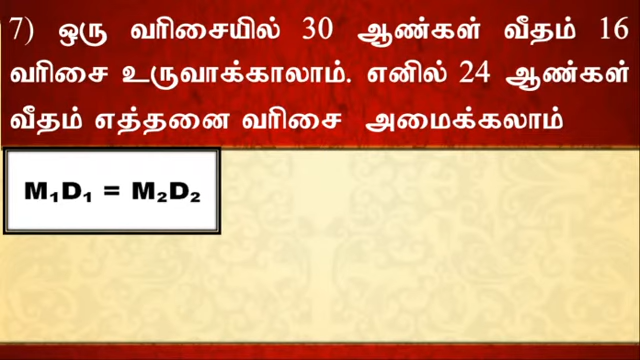 7) ஒரு வரிசையில் 30 ஆண்கள் வீதம் 16
வரிசை உருவாக்காலாம். எனில் 24 ஆண்கள்
வீதம் எத்தனை வரிசை அமைக்கலாம்
M₁D₁ = M₂D₂